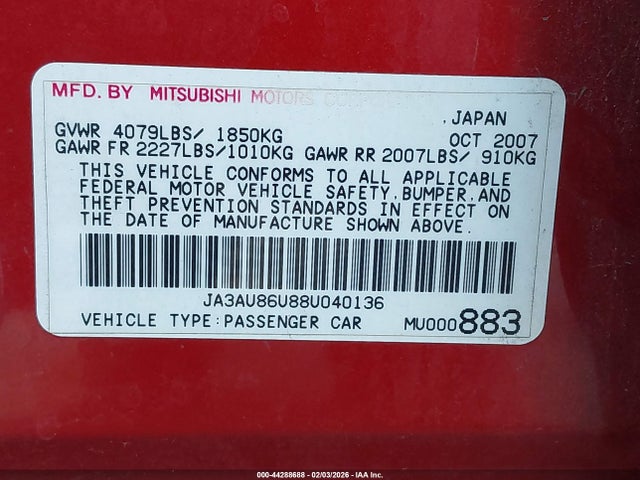 MFD. BY MITSUBISHI MOTORS CORPORATION
, JAPAN
GVWR 4079LBS/ 1850KG OCT 2007
GAWR FR 2227LBS/1010KG GAWR RR 2007LBS/ 910KG
THIS VEHICLE CONFORMS TO ALL APPLICABLE
FEDERAL MOTOR VEHICLE SAFETY,BUMPER,AND
THEFT PREVENTION STANDARDS IN EFFECT ON
THE DATE OF MANUFACTURE SHOWN ABOVE.
JA3AU86U88U040136
VEHICLE TYPE:PASSENGER CAR MU000883
000-44288688 - 02/03/2026 - IAA Inc.